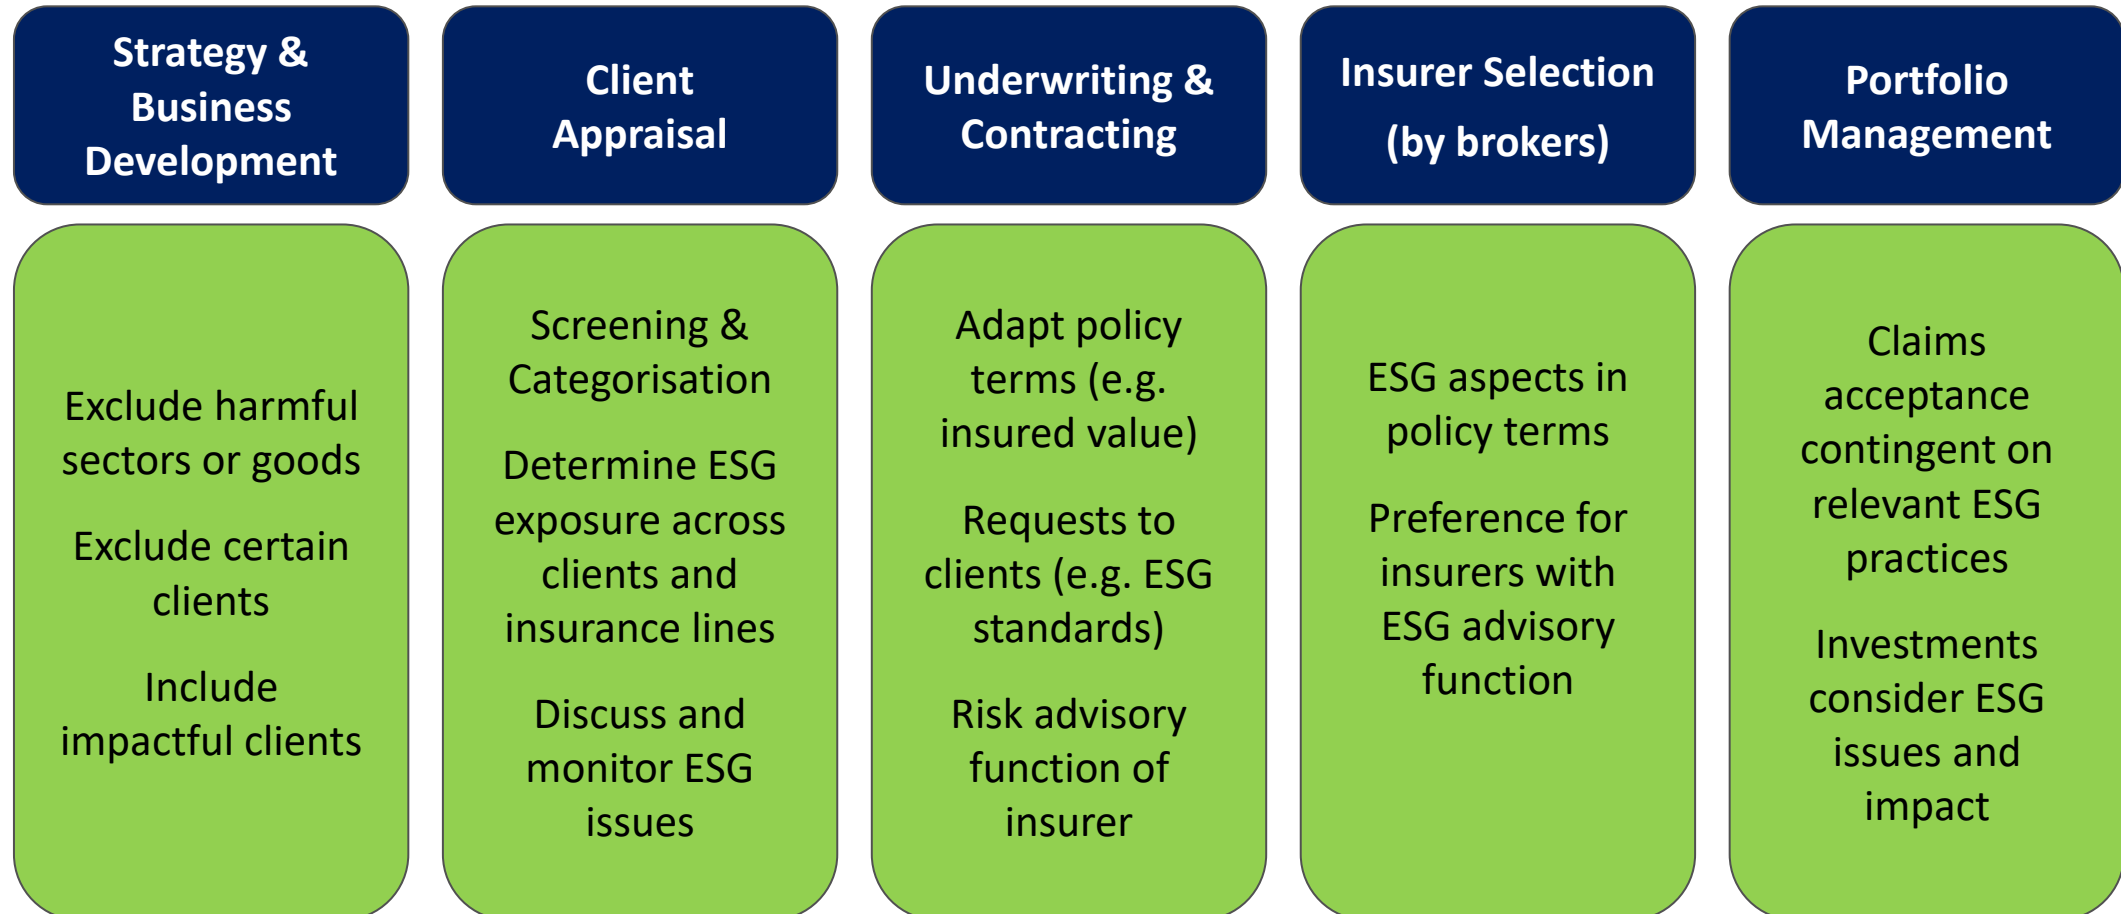 Strategy &
Business
Development
Exclude harmful
sectors or goods
Exclude certain
clients
Include
impactful clients
Client
Appraisal
Screening &
Categorisation
Determine ESG
exposure across
clients and
insurance lines
Discuss and
monitor ESG
issues
Underwriting &
Contracting
Adapt policy
terms (e.g.
insured value)
Requests to
clients (e.g. ESG
standards)
Risk advisory
function of
insurer
Insurer Selection
(by brokers)
ESG aspects in
policy terms
Preference for
insurers with
ESG advisory
function
Portfolio
Management
Claims
acceptance
contingent on
relevant ESG
practices
Investments
consider ESG
issues and
impact